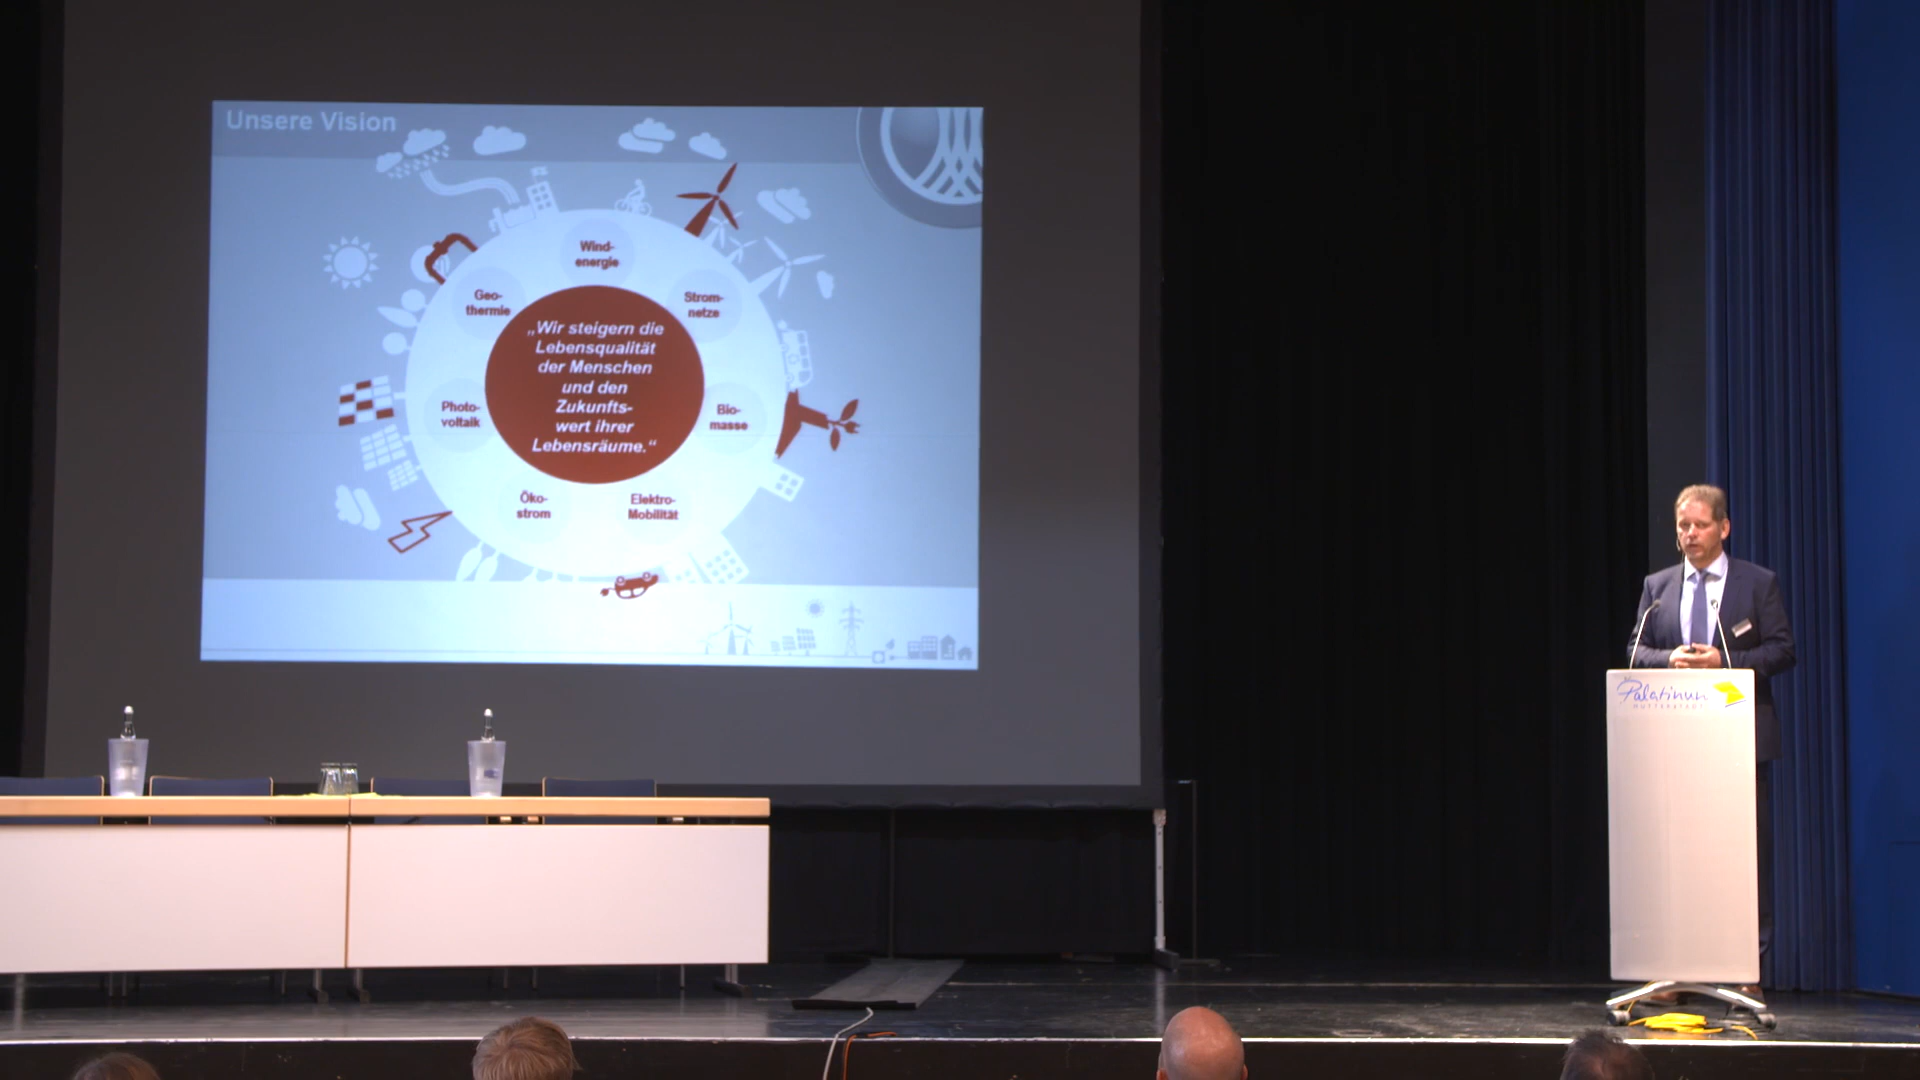 Unsere Vision
Wind-
energie
Geo-
thermie
Strom-
netze
„Wir steigern die
Lebensqualität
der Menschen
und den
Zukunfts-
wert ihrer
Lebensräume.“
Photo-
voltaik
Bio-
masse
Öko-
strom
Elektro-
Mobilität
Palatinum
MUTTERSTADT